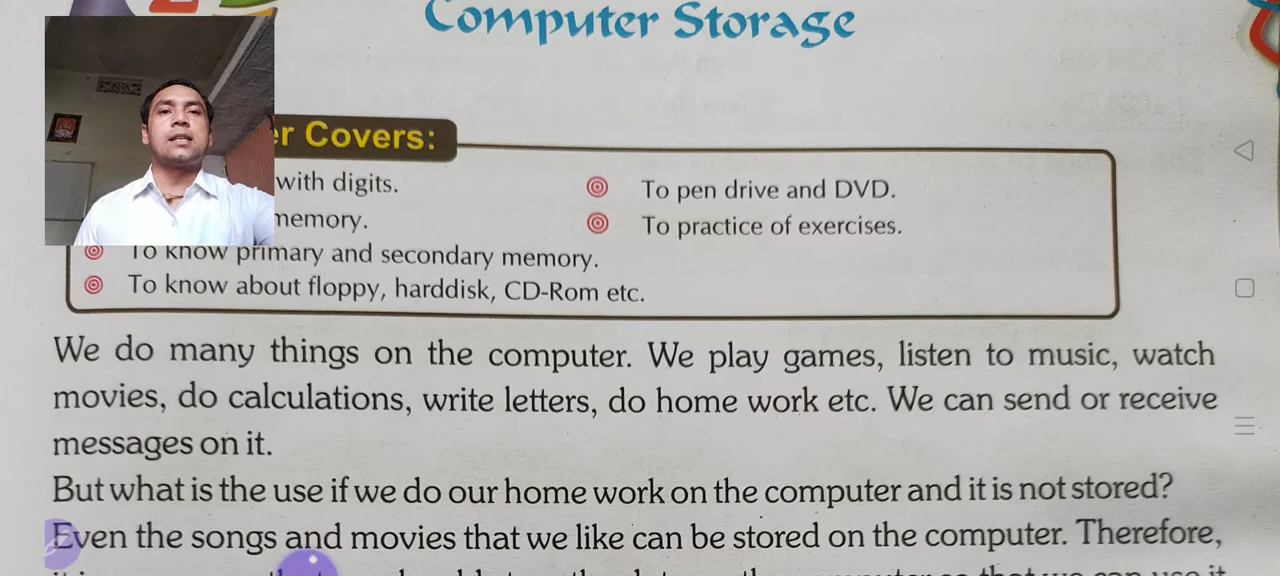 Computer Storage
Covers:
with digits.
memory.
To know primary and secondary memory.
To know about floppy, harddisk, CD-Rom etc.
To pen drive and DVD.
To practice of exercises.
We do many things on the computer. We play games, listen to music, watch
movies, do calculations, write letters, do home work etc. We can send or receive
messages on it.
But what is the use if we do our home work on the computer and it is not stored?
Even the songs and movies that we like can be stored on the computer. Therefore,